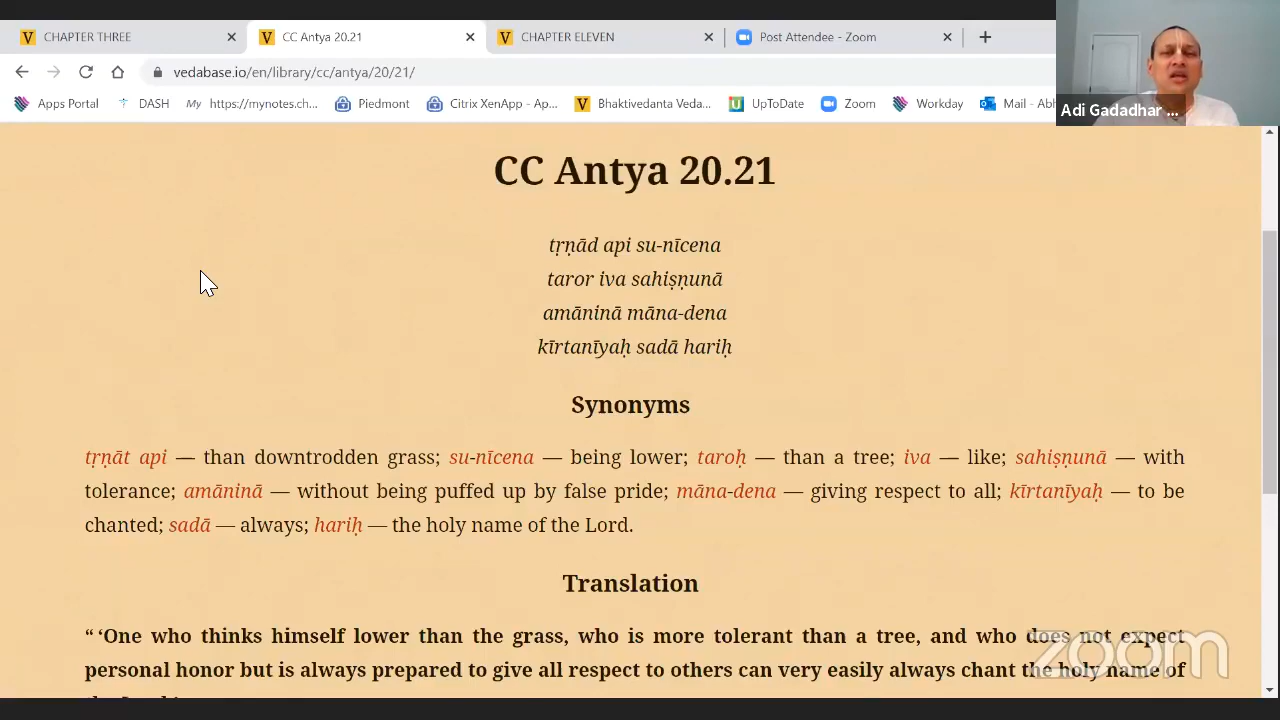 CHAPTER THREE
CC Antya 20.21
CHAPTER ELEVEN
Post Attendee - Zoom
vedabase.io/en/library/cc/antya/20/21/
Apps Portal
DASH
My
https://mynotes.ch...
Piedmont
Citrix XenApp - Ap...
Bhaktivedanta Veda...
UpToDate
Zoom
Workday
Mail - Abh
Adi Gadadhar ...
CC Antya 20.21
tṛṇād api su-nīcena
taror iva sahiṣṇunā
amāninā māna-dena
kīrtanīyaḥ sadā hariḥ
Synonyms
tṛṇāt api — than downtrodden grass; su-nīcena — being lower; taroḥ — than a tree; iva — like; sahiṣṇunā — with
tolerance; amāninā — without being puffed up by false pride; māna-dena — giving respect to all; kīrtanīyaḥ — to be
chanted; sadā — always; hariḥ — the holy name of the Lord.
Translation
“ ‘One who thinks himself lower than the grass, who is more tolerant than a tree, and who does not expect
personal honor but is always prepared to give all respect to others can very easily always chant the holy name of
zoom